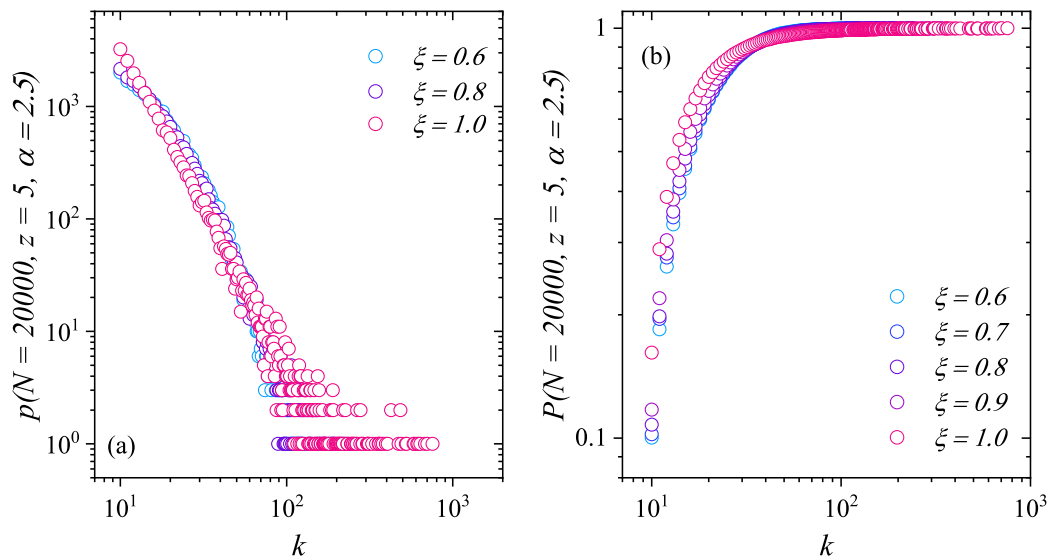 p(N = 20000, z = 5, α = 2.5)
10³
10²
10¹
10⁰
ξ = 0.6
ξ = 0.8
ξ = 1.0
(a)
10¹
10²
10³
k
P(N = 20000, z = 5, α = 2.5)
1
0.1
(b)
ξ = 0.6
ξ = 0.7
ξ = 0.8
ξ = 0.9
ξ = 1.0
10¹
10²
10³
k